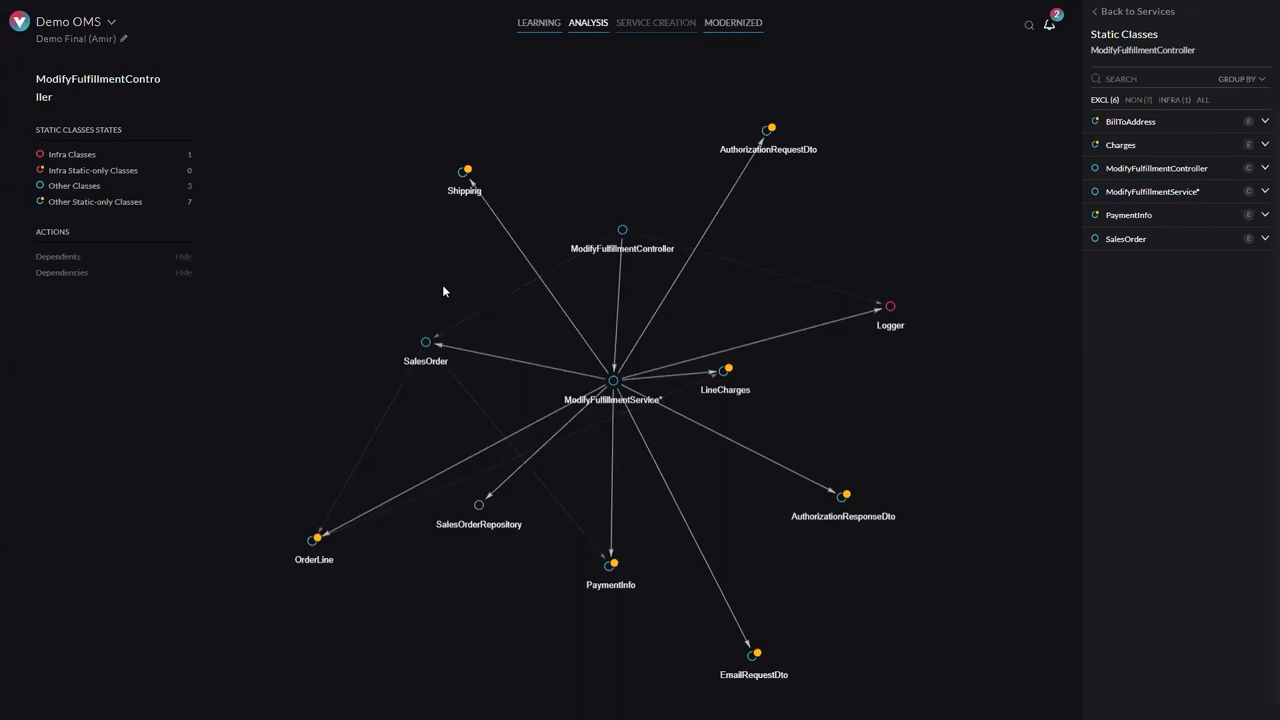 Demo OMS
Demo Final (Amir)
LEARNING
ANALYSIS
SERVICE CREATION
MODERNIZED
2
ModifyFulfillmentContro
ller
STATIC CLASSES STATES
Infra Classes 1
Infra Static-only Classes 0
Other Classes 3
Other Static-only Classes 7
ACTIONS
Dependents Hide
Dependencies Hide
AuthorizationRequestDto
Shipping
ModifyFulfillmentController
Logger
SalesOrder
LineCharges
ModifyFulfillmentService*
AuthorizationResponseDto
SalesOrderRepository
OrderLine
PaymentInfo
EmailRequestDto
Back to Services
Static Classes
ModifyFulfillmentController
SEARCH GROUP BY
EXCL (6) NON (7) INFRA (1) ALL
BillToAddress E
Charges E
ModifyFulfillmentController C
ModifyFulfillmentService* C
PaymentInfo E
SalesOrder E